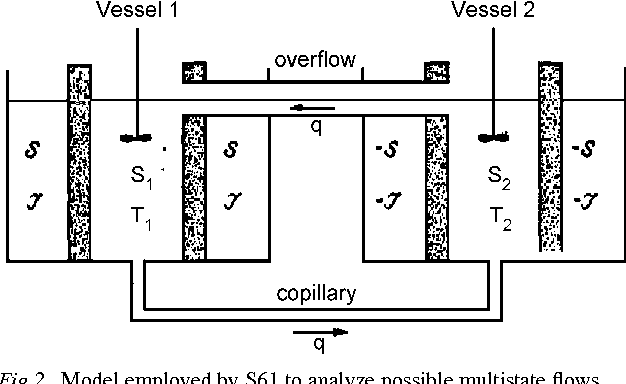 Vessel 1 Vessel 2
overflow
q
S S -S -S
S1 S2
T T -T -T
T1 T2
copillary
q
Fig 2. Model employed by S61 to analyze possible multistate flows